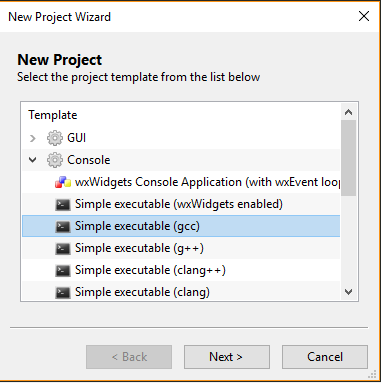 New Project Wizard
New Project
Select the project template from the list below
Template
GUI
Console
wxWidgets Console Application (with wxEvent loop
Simple executable (wxWidgets enabled)
Simple executable (gcc)
Simple executable (g++)
Simple executable (clang++)
Simple executable (clang)
< Back Next > Cancel